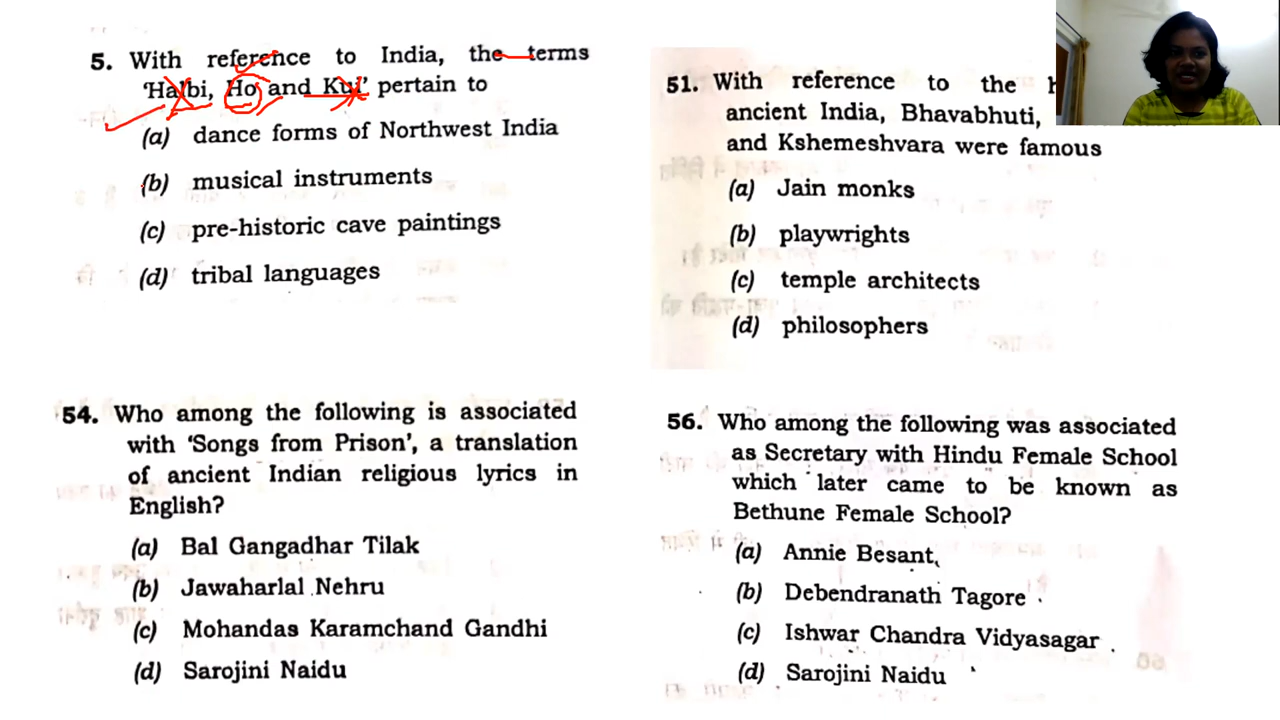 5. With reference to India, the terms
'Halbi, Ho and Kui' pertain to
(a) dance forms of Northwest India
(b) musical instruments
(c) pre-historic cave paintings
(d) tribal languages
51. With reference to the
ancient India, Bhavabhuti,
and Kshemeshvara were famous
(a) Jain monks
(b) playwrights
(c) temple architects
(d) philosophers
54. Who among the following is associated
with 'Songs from Prison', a translation
of ancient Indian religious lyrics in
English?
(a) Bal Gangadhar Tilak
(b) Jawaharlal Nehru
(c) Mohandas Karamchand Gandhi
(d) Sarojini Naidu
56. Who among the following was associated
as Secretary with Hindu Female School
which later came to be known as
Bethune Female School?
(a) Annie Besant
(b) Debendranath Tagore
(c) Ishwar Chandra Vidyasagar
(d) Sarojini Naidu